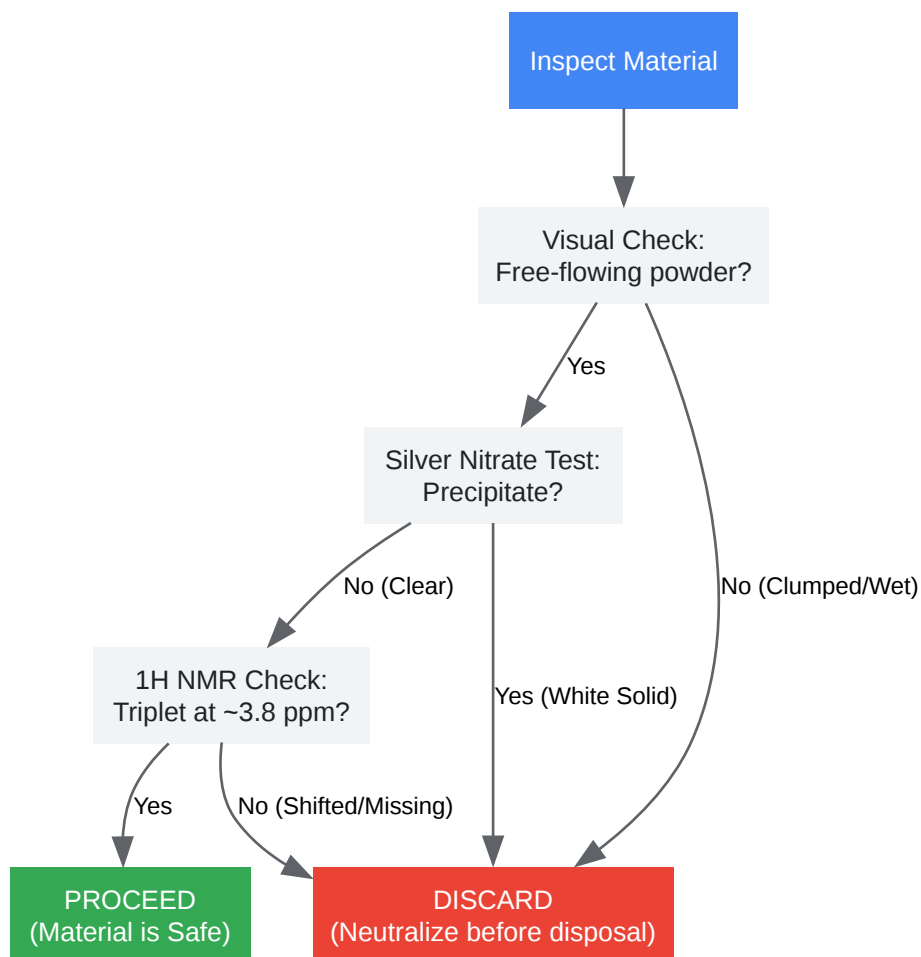 Inspect Material
Visual Check:
Free-flowing powder?
Yes
Silver Nitrate Test:
Precipitate?
No (Clear)
No (Clumped/Wet)
1H NMR Check:
Triplet at ~3.8 ppm?
Yes (White Solid)
Yes
No (Shifted/Missing)
PROCEED
(Material is Safe)
DISCARD
(Neutralize before disposal)